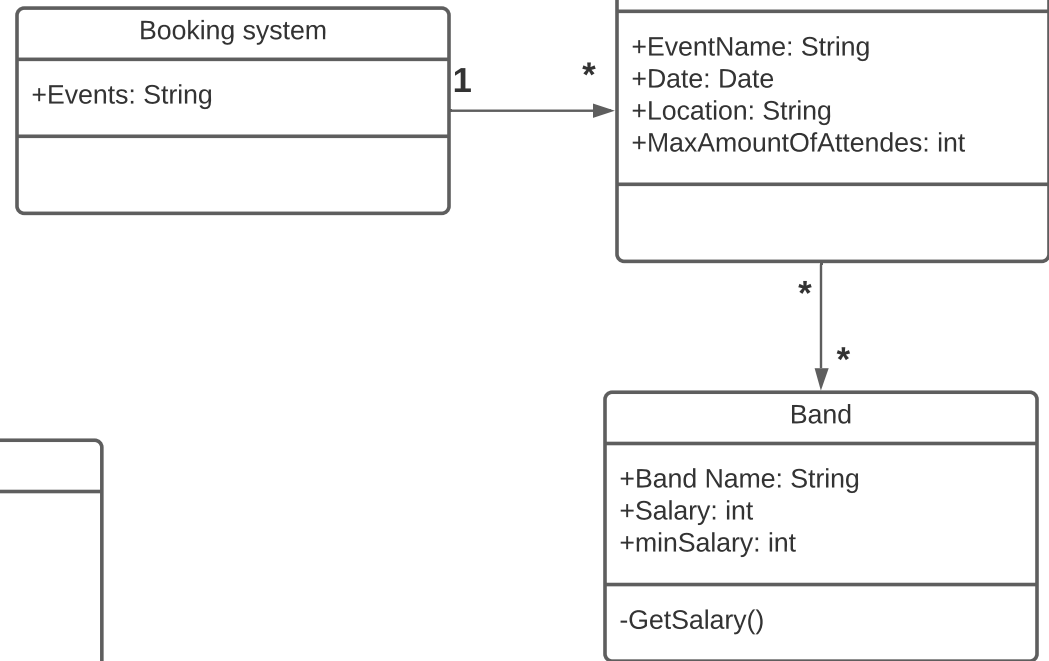 Booking system
+Events: String
1
*
+EventName: String
+Date: Date
+Location: String
+MaxAmountOfAttendes: int
*
*
Band
+Band Name: String
+Salary: int
+minSalary: int
-GetSalary()